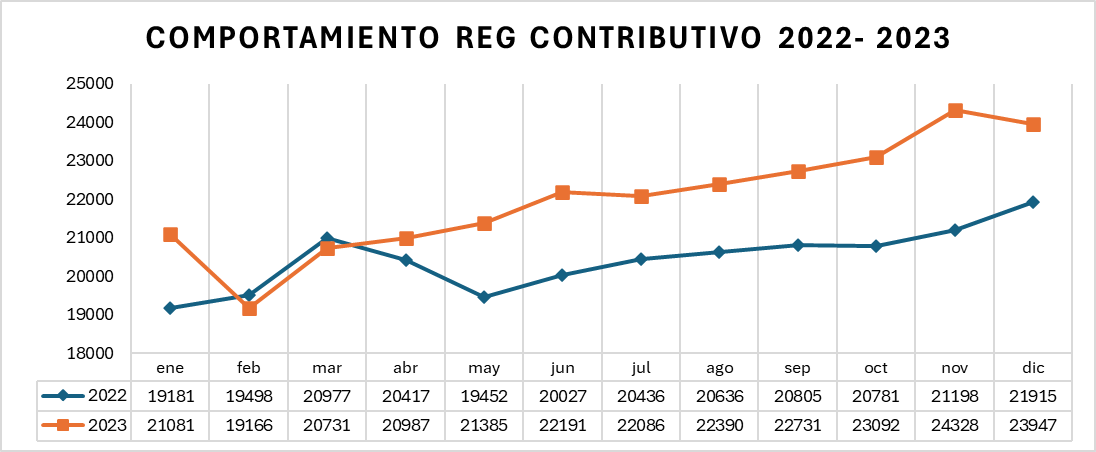 COMPORTAMIENTO REG CONTRIBUTIVO 2022- 2023
25000
24000
23000
22000
21000
20000
19000
18000
ene feb mar abr may jun jul ago sep oct nov dic
2022 19181 19498 20977 20417 19452 20027 20436 20636 20805 20781 21198 21915
2023 21081 19166 20731 20987 21385 22191 22086 22390 22731 23092 24328 23947